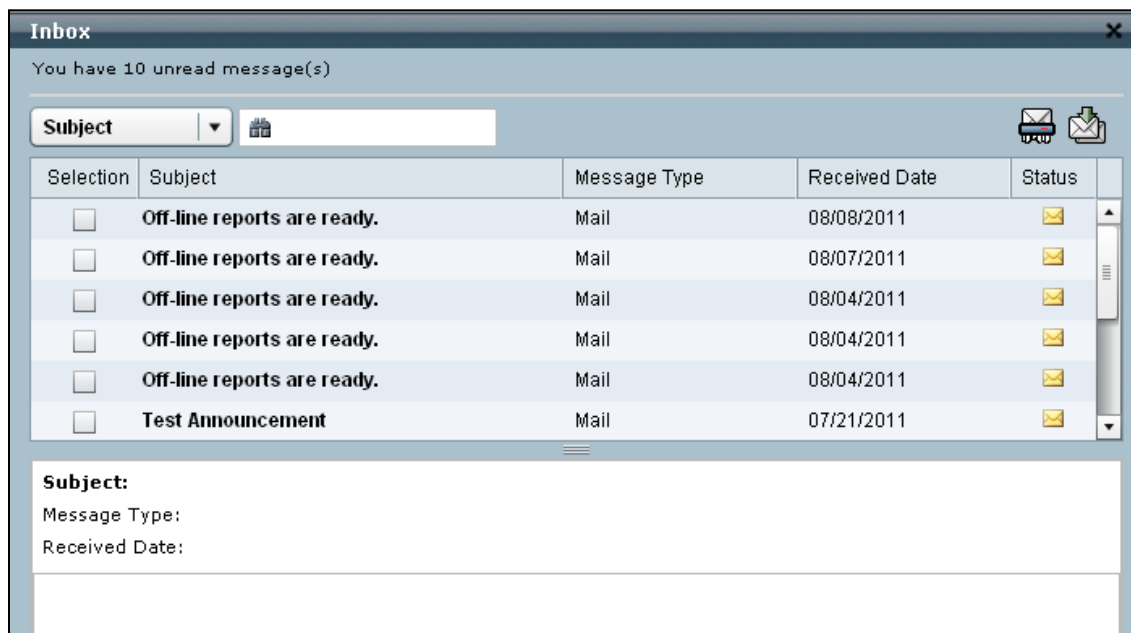 Inbox
You have 10 unread message(s)
Subject
Selection Subject Message Type Received Date Status
Off-line reports are ready. Mail 08/08/2011
Off-line reports are ready. Mail 08/07/2011
Off-line reports are ready. Mail 08/04/2011
Off-line reports are ready. Mail 08/04/2011
Off-line reports are ready. Mail 08/04/2011
Test Announcement Mail 07/21/2011
Subject:
Message Type:
Received Date: